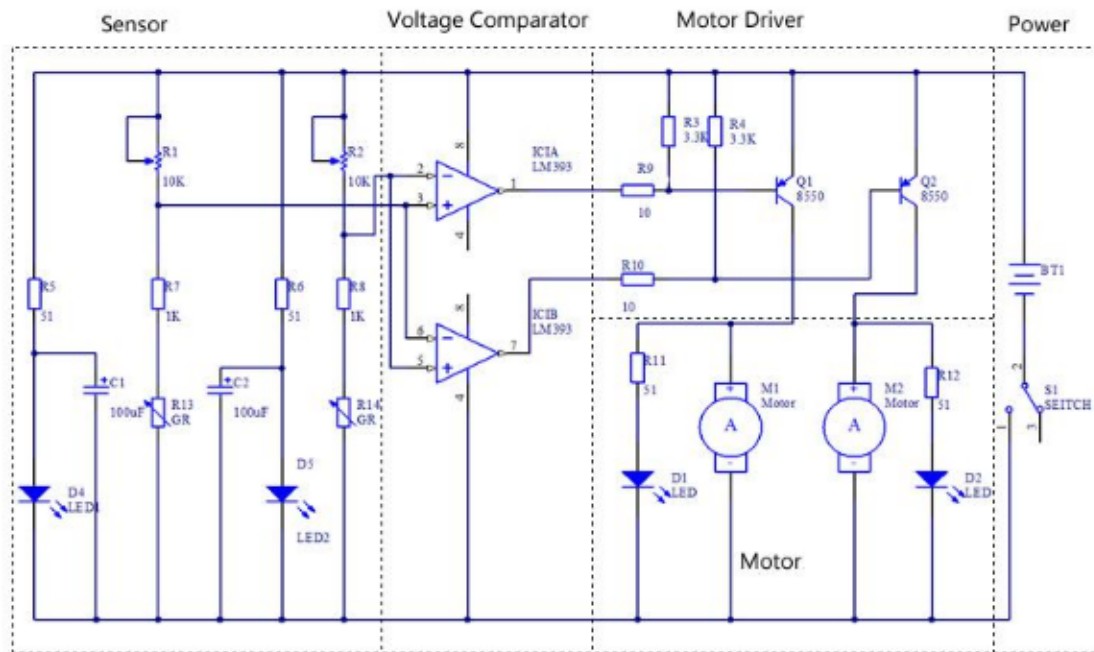 Sensor
Voltage Comparator
Motor Driver
Power
R1
10K
R2
10K
R5
51
R7
1K
R6
51
R8
1K
C1
100uF
R13
GR
C2
100uF
R14
GR
D4
LED1
D5
LED2
8
2
3
1
4
ICIA
LM393
8
6
5
7
4
ICIB
LM393
R3
3.3K
R4
3.3K
R9
10
R10
10
Q1
8550
Q2
8550
R11
51
M1
Motor
A
+
-
M2
Motor
A
+
-
R12
51
D1
LED
D2
LED
Motor
BT1
2
S1
SEITCH
1
3